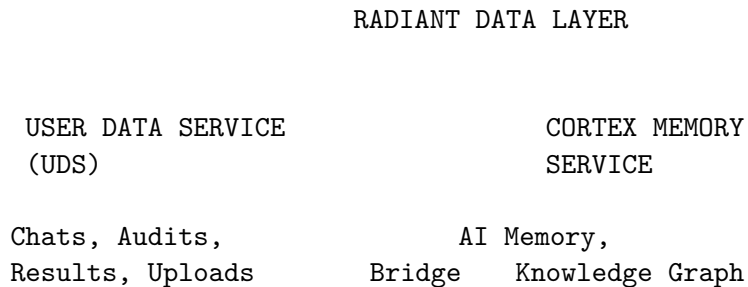 RADIANT DATA LAYER
USER DATA SERVICE CORTEX MEMORY
(UDS) SERVICE
Chats, Audits, AI Memory,
Results, Uploads Bridge Knowledge Graph